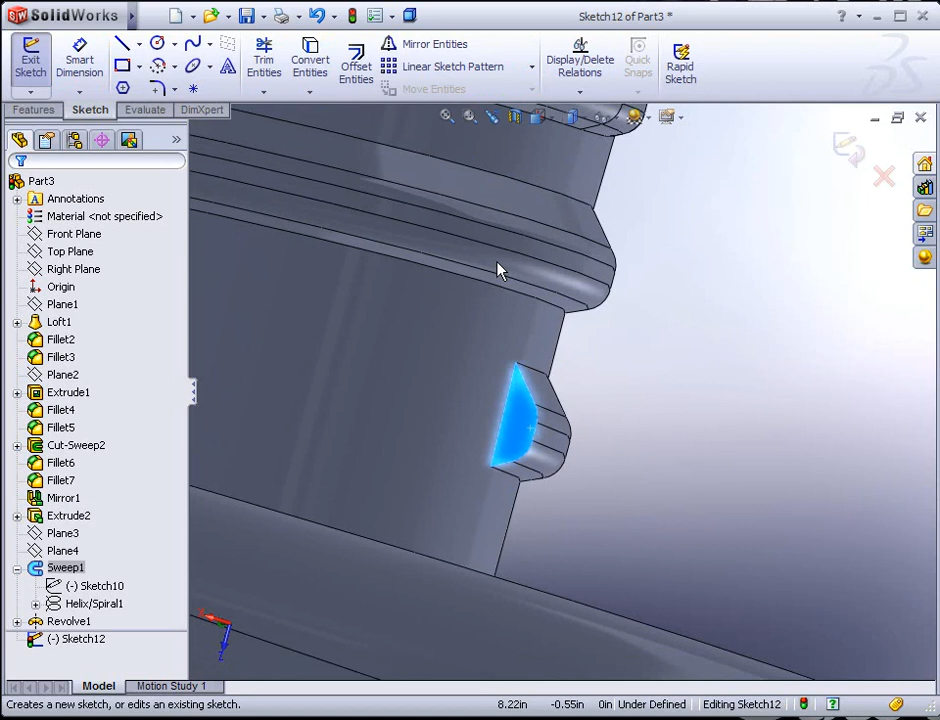 SolidWorks
Sketch12 of Part3 *
Exit Sketch
Smart Dimension
Trim Entities
Convert Entities
Offset Entities
Mirror Entities
Linear Sketch Pattern
Move Entities
Display/Delete Relations
Quick Snaps
Rapid Sketch
Features
Sketch
Evaluate
DimXpert
Part3
Annotations
Material <not specified>
Front Plane
Top Plane
Right Plane
Origin
Plane1
Loft1
Fillet2
Fillet3
Plane2
Extrude1
Fillet4
Fillet5
Cut-Sweep2
Fillet6
Fillet7
Mirror1
Extrude2
Plane3
Plane4
Sweep1
(-) Sketch10
Helix/Spiral1
Revolve1
(-) Sketch12
X
Z
Model
Motion Study 1
Creates a new sketch, or edits an existing sketch.
8.22in
-0.55in
0in
Under Defined
Editing Sketch12